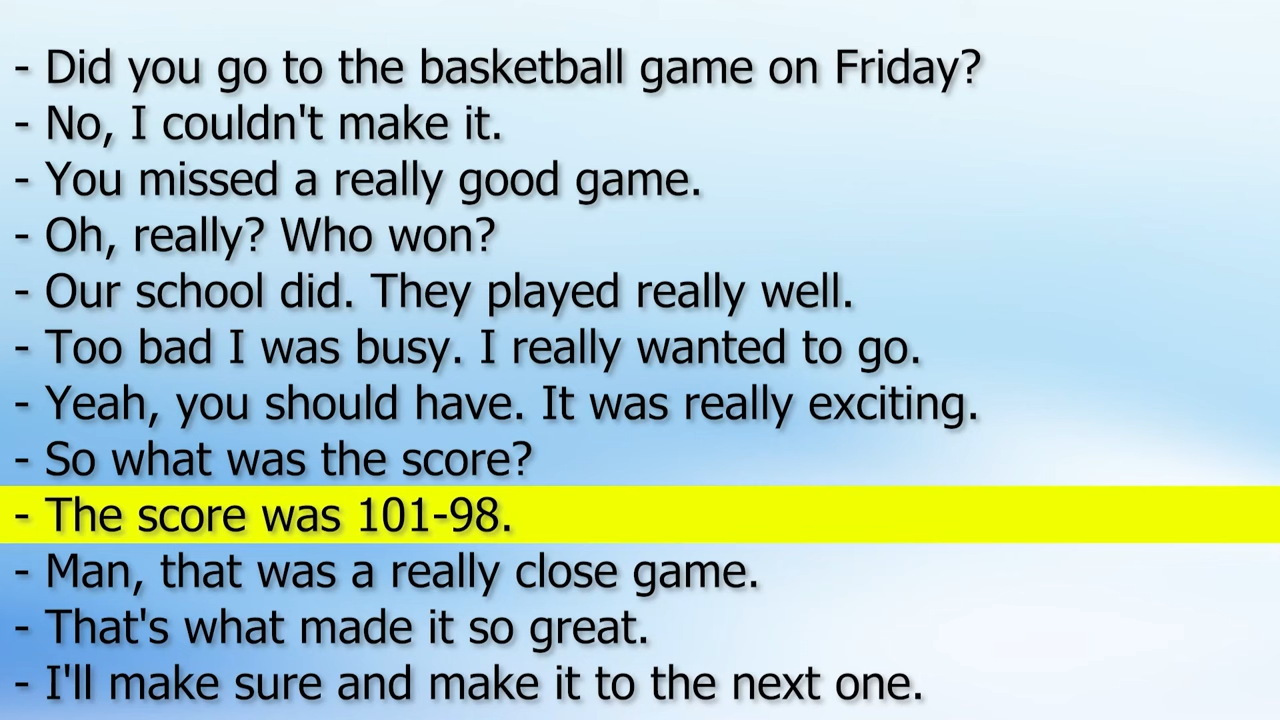 - Did you go to the basketball game on Friday?
- No, I couldn't make it.
- You missed a really good game.
- Oh, really? Who won?
- Our school did. They played really well.
- Too bad I was busy. I really wanted to go.
- Yeah, you should have. It was really exciting.
- So what was the score?
- The score was 101-98.
- Man, that was a really close game.
- That's what made it so great.
- I'll make sure and make it to the next one.